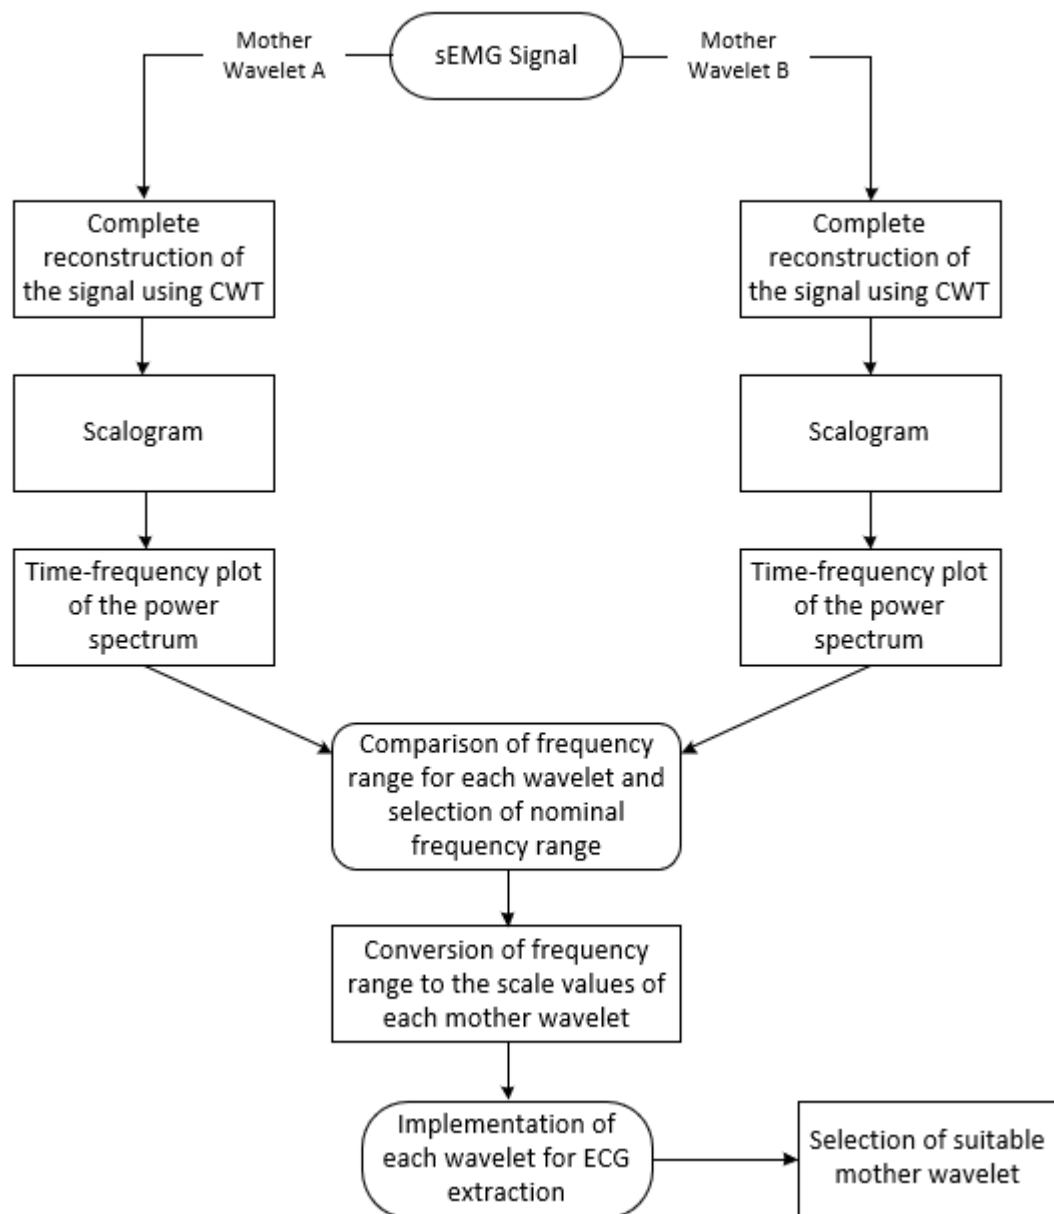 Mother
Wavelet A
sEMG Signal
Mother
Wavelet B
Complete
reconstruction of
the signal using CWT
Complete
reconstruction of
the signal using CWT
Scalogram
Scalogram
Time-frequency plot
of the power
spectrum
Time-frequency plot
of the power
spectrum
Comparison of frequency
range for each wavelet and
selection of nominal
frequency range
Conversion of frequency
range to the scale values of
each mother wavelet
Implementation of
each wavelet for ECG
extraction
Selection of suitable
mother wavelet